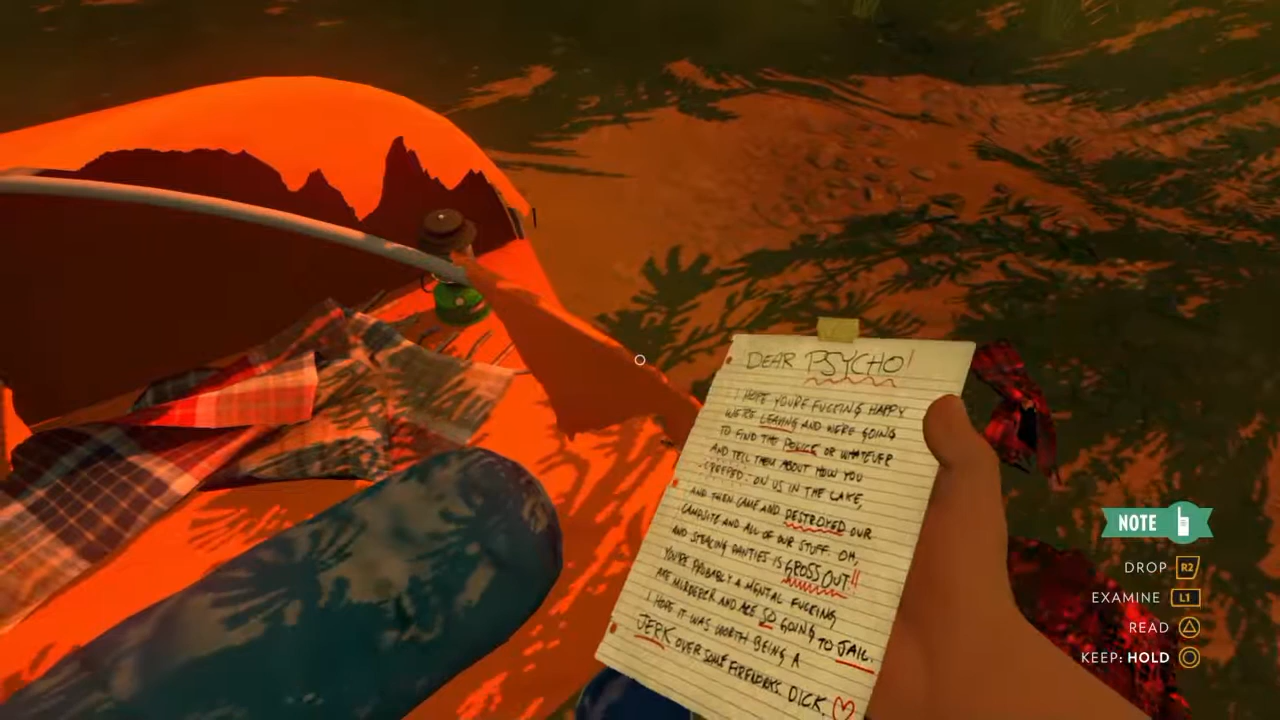 DEAR PSYCHO!
I HOPE YOU'RE FUCKING HAPPY
WE'RE LEAVING AND WE'RE GOING
TO FIND THE POLICE OR WHATEVER
AND TELL THEM ABOUT HOW YOU
CREEPED ON US IN THE LAKE,
AND THEN CAME AND DESTROYED OUR
CAMPSITE AND ALL OF OUR STUFF. OH,
AND STEALING PANTIES IS GROSS OUT!!
YOU'RE PROBABLY A MENTAL FUCKING
AXE MURDERER AND ARE SO GOING TO JAIL.
I HOPE IT WAS WORTH BEING A
JERK OVER SOME FIREWORKS. DICK.
NOTE
DROP R2
EXAMINE L1
READ
KEEP: HOLD